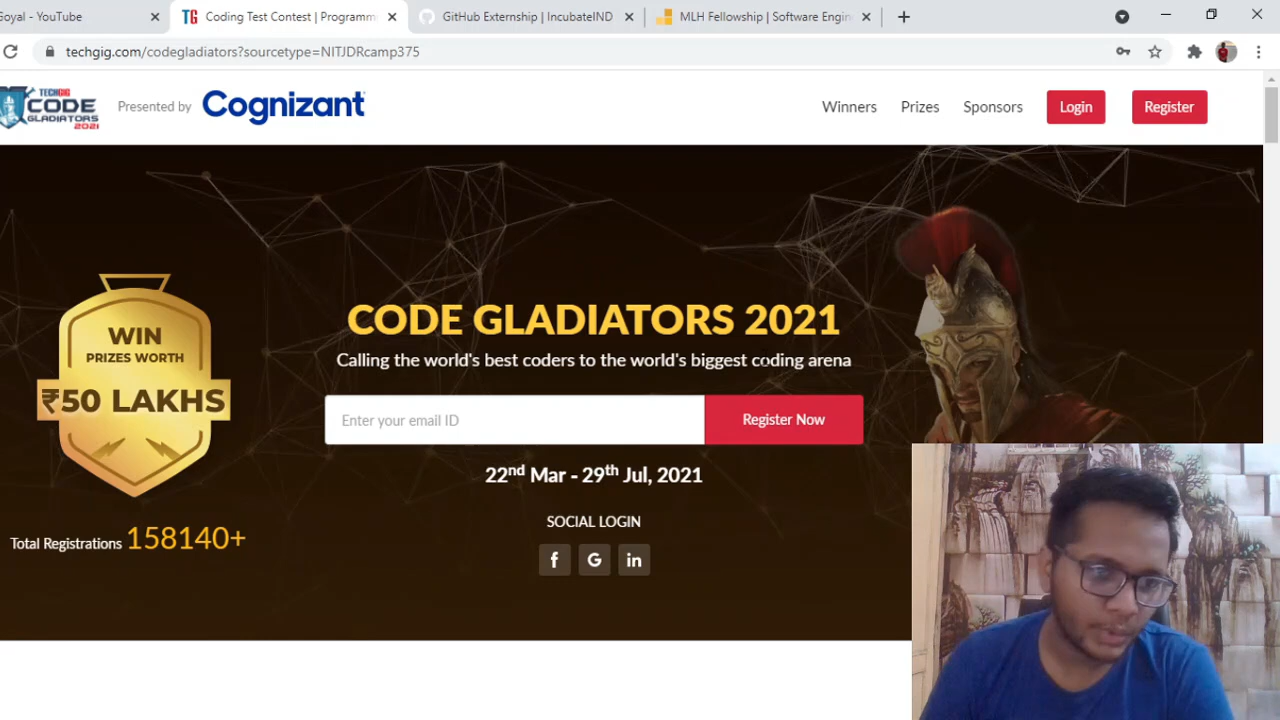 Goyal - YouTube
TG Coding Test Contest | Programm
GitHub Externship | IncubateIND
MLH Fellowship | Software Engin
techgig.com/codegladiators?sourcetype=NITJDRcamp375
TECHGIG
CODE
GLADIATORS
2021
Presented by
Cognizant
Winners
Prizes
Sponsors
Login
Register
WIN
PRIZES WORTH
₹50 LAKHS
Total Registrations 158140+
CODE GLADIATORS 2021
Calling the world's best coders to the world's biggest coding arena
Enter your email ID
Register Now
22nd Mar - 29th Jul, 2021
SOCIAL LOGIN
f G in